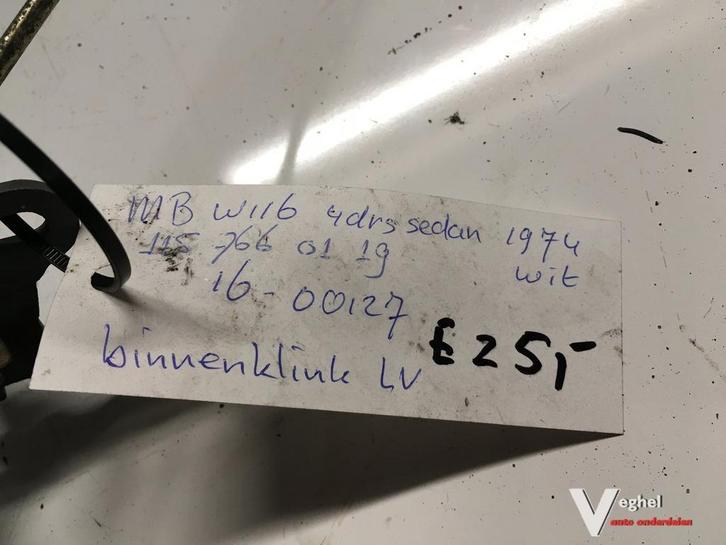 MB W116 4drs sedan 1974
115 766 01 19 wit
16-00127
binnenklink LV €25,-
Veghel
auto onderdelen